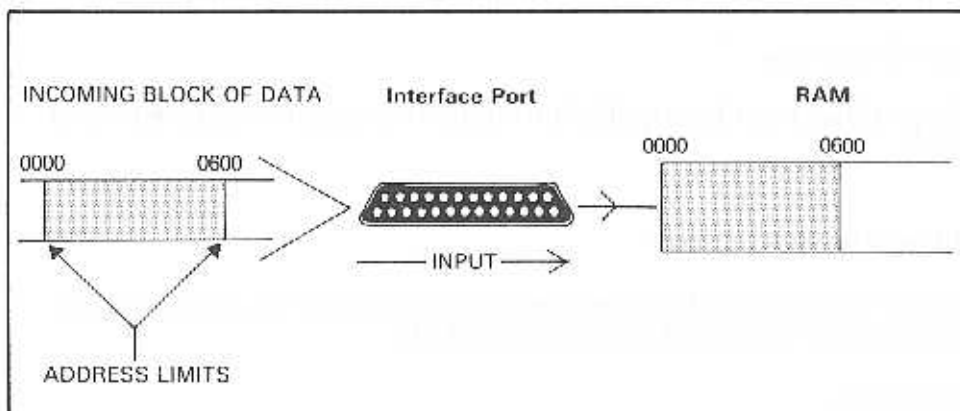 INCOMING BLOCK OF DATA
Interface Port
RAM
0000
0600
0000
0600
INPUT
ADDRESS LIMITS